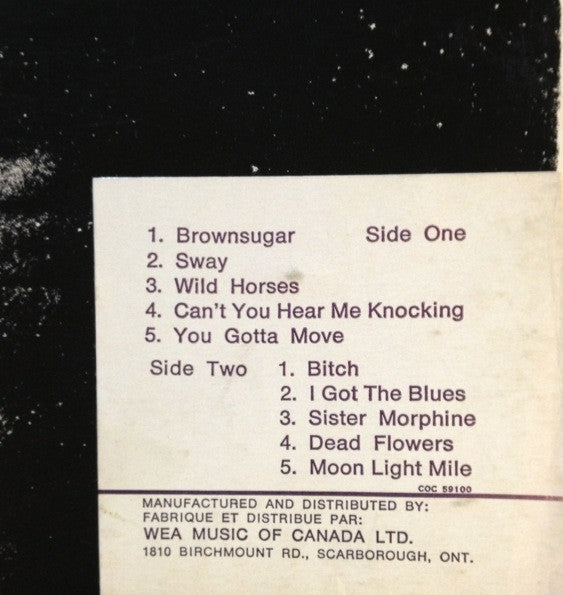 1. Brownsugar Side One
2. Sway
3. Wild Horses
4. Can't You Hear Me Knocking
5. You Gotta Move
Side Two 1. Bitch
2. I Got The Blues
3. Sister Morphine
4. Dead Flowers
5. Moon Light Mile
COC 59100
MANUFACTURED AND DISTRIBUTED BY:
FABRIQUE ET DISTRIBUE PAR:
WEA MUSIC OF CANADA LTD.
1810 BIRCHMOUNT RD., SCARBOROUGH, ONT.